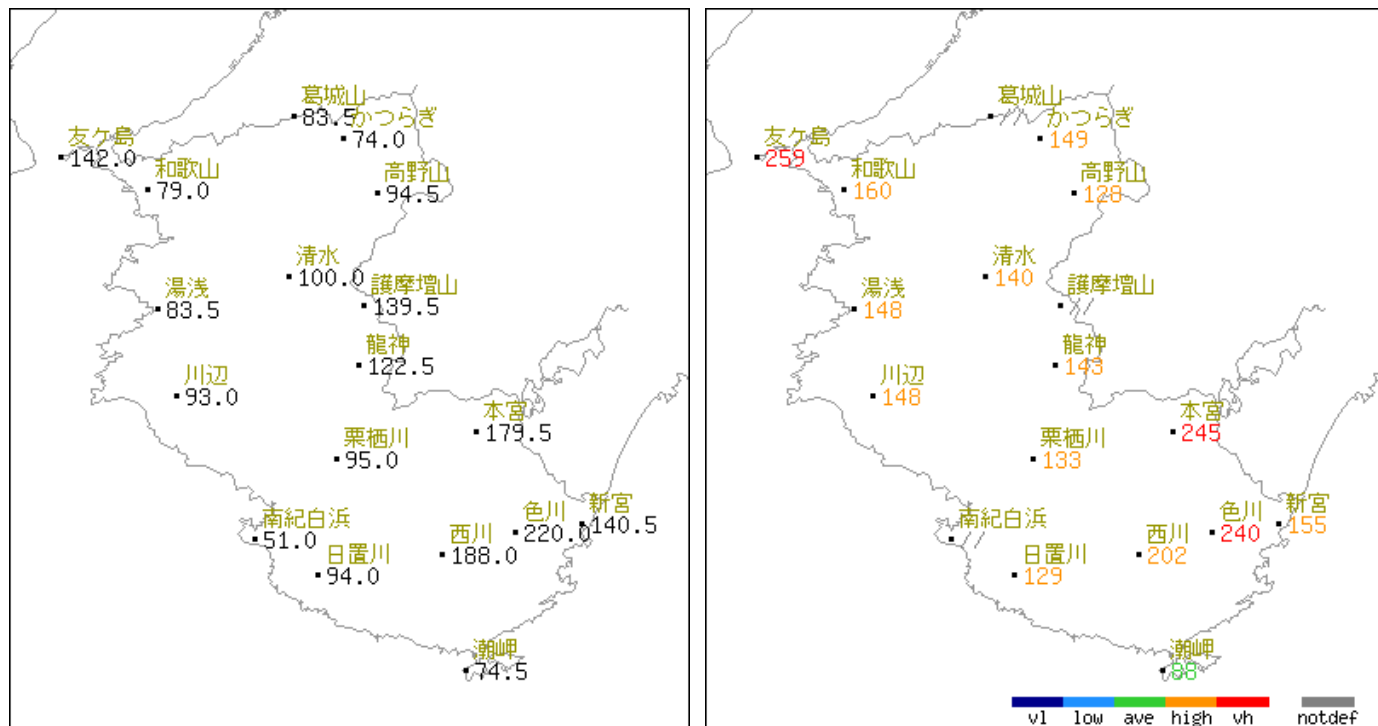 葛城山
83.5
かつらぎ
74.0
友ケ島
142.0
和歌山
79.0
高野山
94.5
清水
100.0
護摩壇山
139.5
湯浅
83.5
龍神
122.5
川辺
93.0
本宮
179.5
栗栖川
95.0
新宮
140.5
色川
220.0
南紀白浜
51.0
西川
188.0
日置川
94.0
潮岬
74.5
葛城山
//
かつらぎ
149
友ケ島
259
和歌山
160
高野山
128
清水
140
護摩壇山
//
湯浅
148
龍神
143
川辺
148
本宮
245
栗栖川
133
新宮
155
色川
240
南紀白浜
//
西川
202
日置川
129
潮岬
98
vl low ave high vh notdef